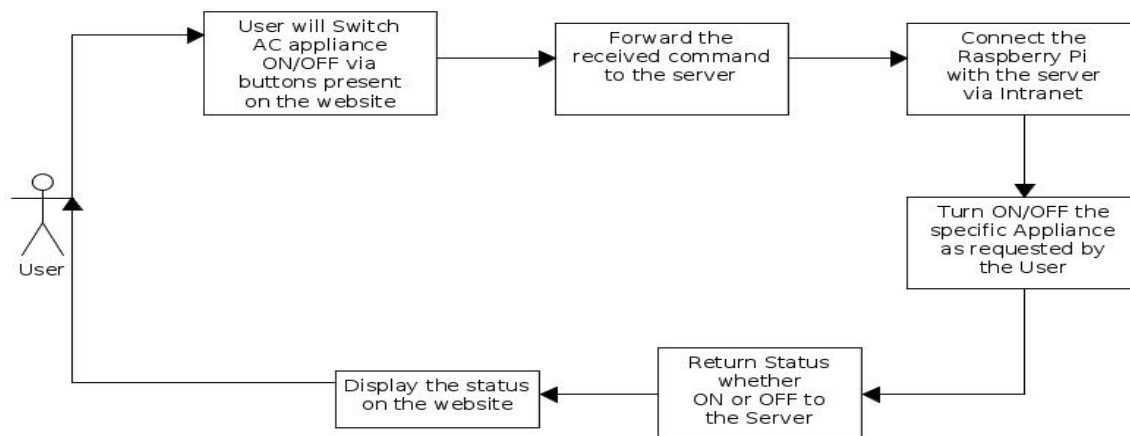 User will Switch
AC appliance
ON/OFF via
buttons present
on the website
Forward the
received command
to the server
Connect the
Raspberry Pi
with the server
via Intranet
Turn ON/OFF the
specific Appliance
as requested by
the User
Return Status
whether
ON or OFF to
the Server
Display the status
on the website
User